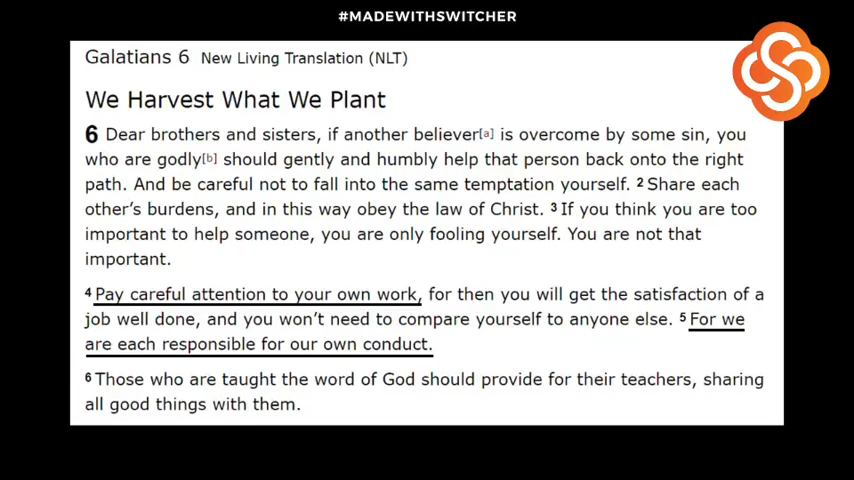 #MADEWITHSWITCHER
Galatians 6 New Living Translation (NLT)
We Harvest What We Plant
6 Dear brothers and sisters, if another believer[a] is overcome by some sin, you
who are godly[b] should gently and humbly help that person back onto the right
path. And be careful not to fall into the same temptation yourself. 2 Share each
other’s burdens, and in this way obey the law of Christ. 3 If you think you are too
important to help someone, you are only fooling yourself. You are not that
important.
4 Pay careful attention to your own work, for then you will get the satisfaction of a
job well done, and you won’t need to compare yourself to anyone else. 5 For we
are each responsible for our own conduct.
6 Those who are taught the word of God should provide for their teachers, sharing
all good things with them.